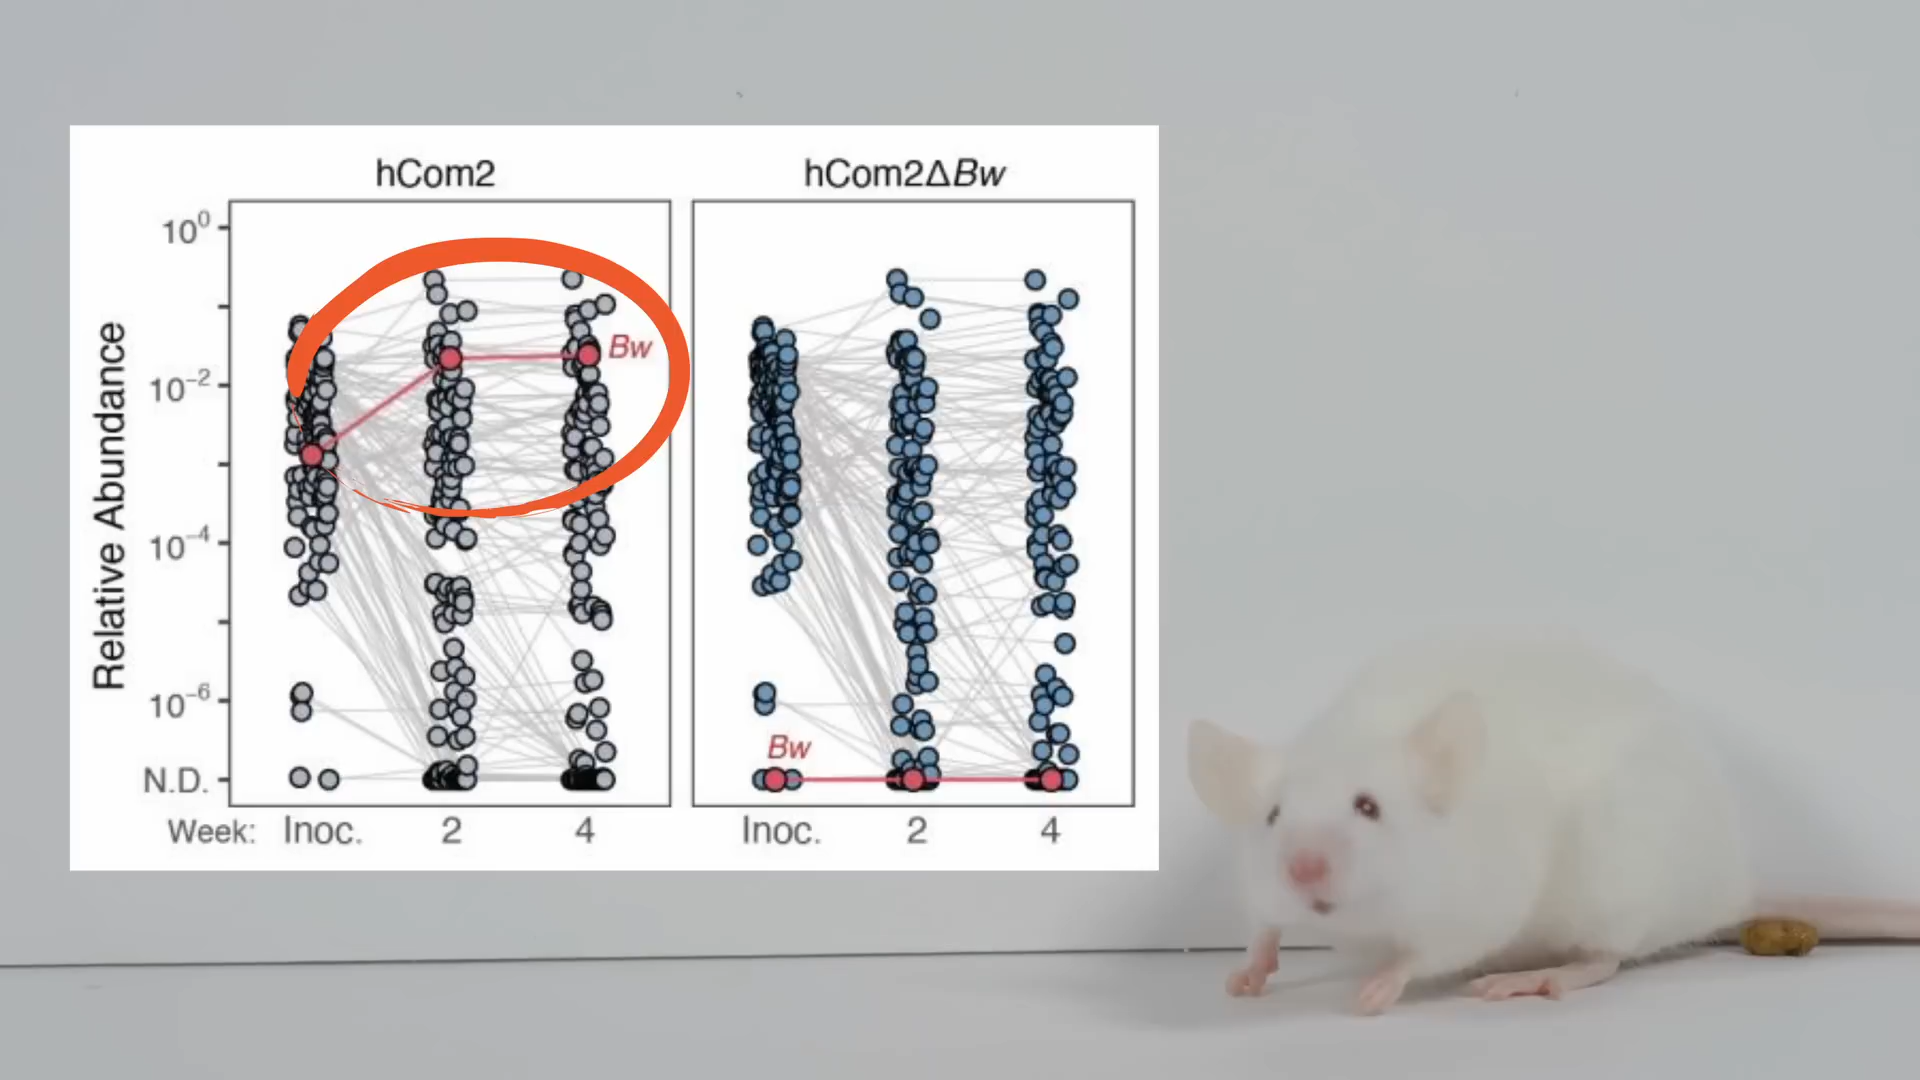 hCom2
hCom2ΔBw
Relative Abundance
10⁰
10⁻²
10⁻⁴
10⁻⁶
N.D.
Bw
Bw
Week: Inoc. 2 4
Inoc. 2 4